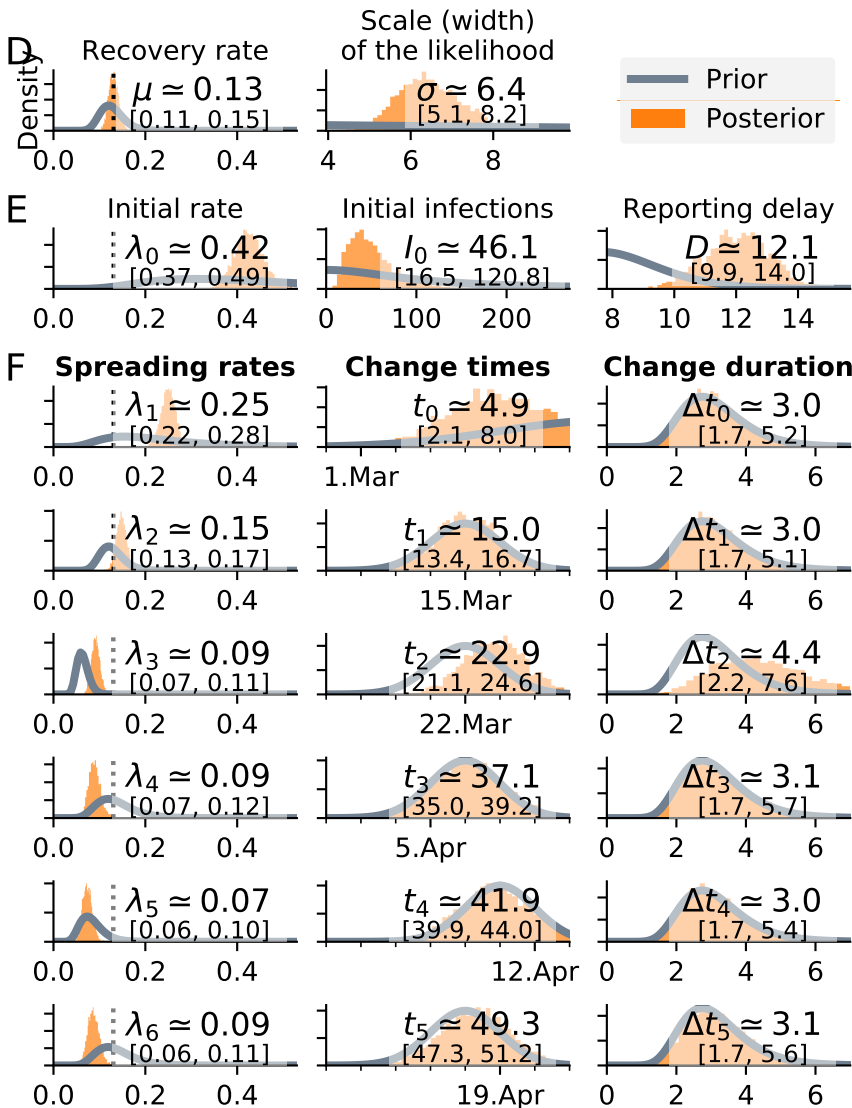 D
Recovery rate
Scale (width)
of the likelihood
Density
μ ≃ 0.13
[0.11, 0.15]
0.0 0.2 0.4
σ ≃ 6.4
[5.1, 8.2]
4 6 8
Prior
Posterior
E
Initial rate
λ0 ≃ 0.42
[0.37, 0.49]
0.0 0.2 0.4
Initial infections
I0 ≃ 46.1
[16.5, 120.8]
0 100 200
Reporting delay
D ≃ 12.1
[9.9, 14.0]
8 10 12 14
F
Spreading rates
Change times
Change duration
λ1 ≃ 0.25
[0.22, 0.28]
0.0 0.2 0.4
t0 ≃ 4.9
[2.1, 8.0]
1.Mar
Δt0 ≃ 3.0
[1.7, 5.2]
0 2 4 6
λ2 ≃ 0.15
[0.13, 0.17]
0.0 0.2 0.4
t1 ≃ 15.0
[13.4, 16.7]
15.Mar
Δt1 ≃ 3.0
[1.7, 5.1]
0 2 4 6
λ3 ≃ 0.09
[0.07, 0.11]
0.0 0.2 0.4
t2 ≃ 22.9
[21.1, 24.6]
22.Mar
Δt2 ≃ 4.4
[2.2, 7.6]
0 2 4 6
λ4 ≃ 0.09
[0.07, 0.12]
0.0 0.2 0.4
t3 ≃ 37.1
[35.0, 39.2]
5.Apr
Δt3 ≃ 3.1
[1.7, 5.7]
0 2 4 6
λ5 ≃ 0.07
[0.06, 0.10]
0.0 0.2 0.4
t4 ≃ 41.9
[39.9, 44.0]
12.Apr
Δt4 ≃ 3.0
[1.7, 5.4]
0 2 4 6
λ6 ≃ 0.09
[0.06, 0.11]
0.0 0.2 0.4
t5 ≃ 49.3
[47.3, 51.2]
19.Apr
Δt5 ≃ 3.1
[1.7, 5.6]
0 2 4 6